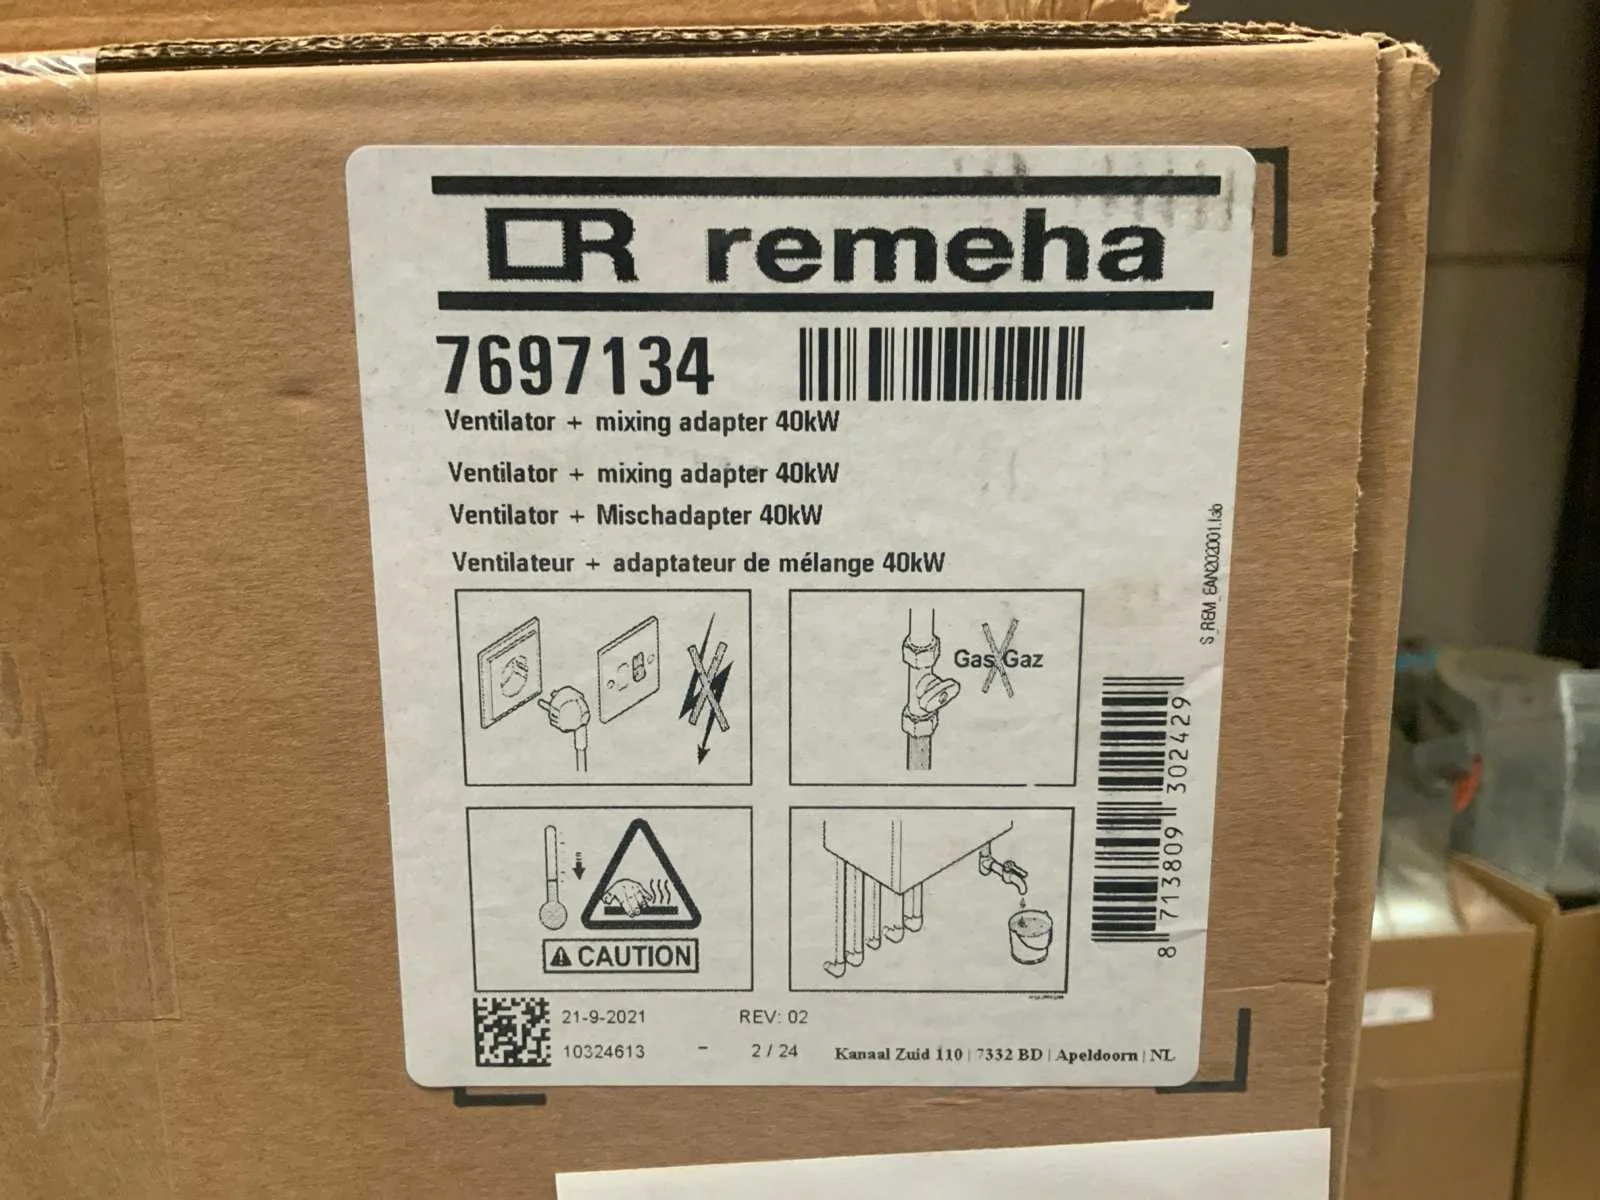 R remeha
7697134
Ventilator + mixing adapter 40kW
Ventilator + mixing adapter 40kW
Ventilator + Mischadapter 40kW
Ventilateur + adaptateur de mélange 40kW
Gas Gaz
CAUTION
S_REM_EAN202001.lab
8 713809 302429
21-9-2021 REV: 02
10324613 - 2 / 24
Kanaal Zuid 110 | 7332 BD | Apeldoorn | NL